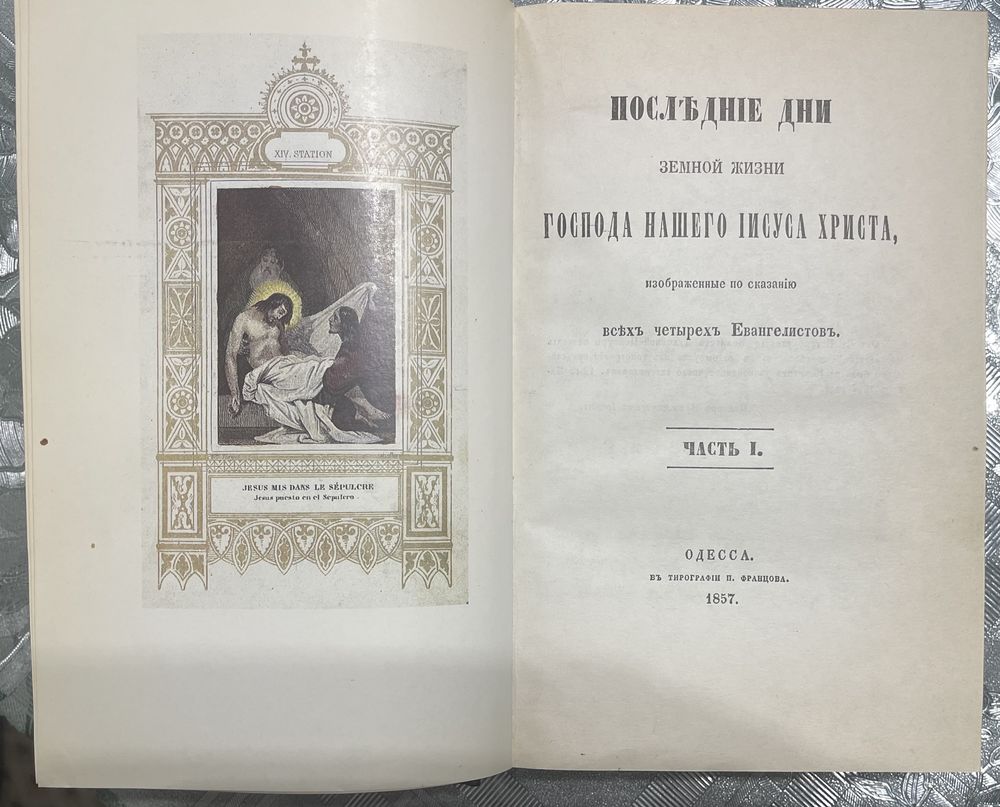 XIV. STATION
JESUS MIS DANS LE SÉPULCRE
Jesus puesto en el Sepulcro
ПОСЛѢДНІЕ ДНИ
ЗЕМНОЙ ЖИЗНИ
ГОСПОДА НАШЕГО ІИСУСА ХРИСТА,
изображенные по сказанію
всѣхъ четырехъ Евангелистовъ.
ЧАСТЬ I.
ОДЕССА.
ВЪ ТИПОГРАФІИ П. ФРАНЦОВА.
1857.